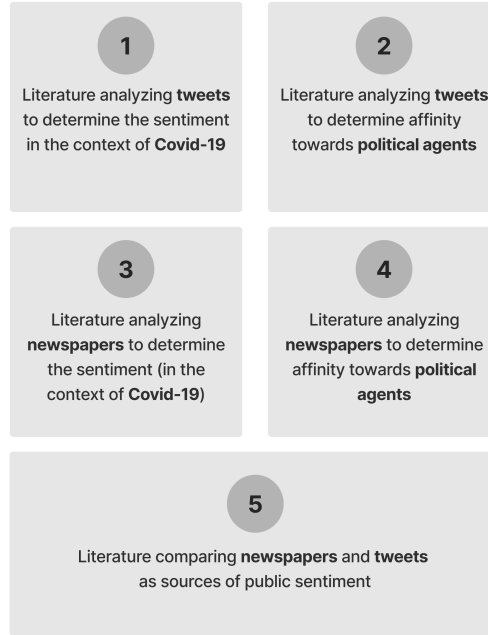 1
Literature analyzing tweets
to determine the sentiment
in the context of Covid-19
2
Literature analyzing tweets
to determine affinity
towards political agents
3
Literature analyzing
newspapers to determine
the sentiment (in the
context of Covid-19)
4
Literature analyzing
newspapers to determine
affinity towards political
agents
5
Literature comparing newspapers and tweets
as sources of public sentiment